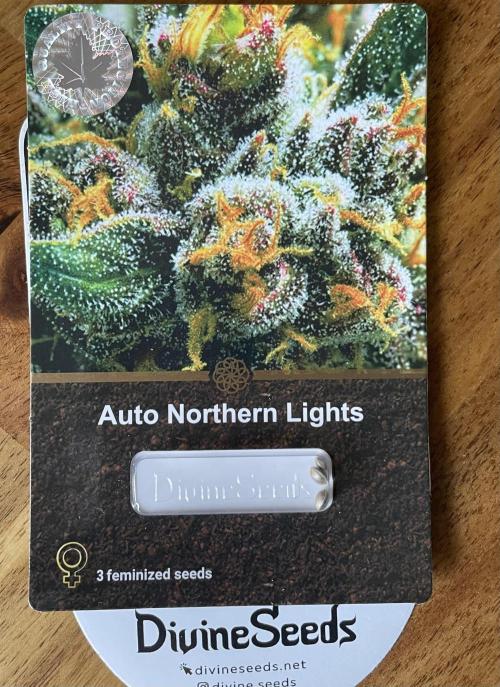 Auto Northern Lights
DivineSeeds
3 feminized seeds
DivineSeeds
divineseeds.net
divine.seeds